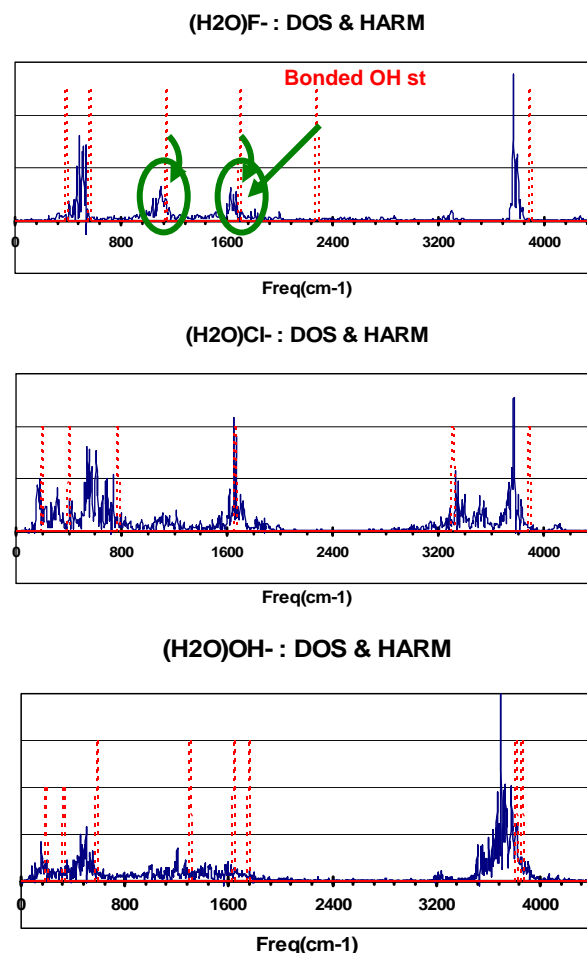 (H2O)F- : DOS & HARM
Bonded OH st
0 800 1600 2400 3200 4000
Freq(cm-1)
(H2O)Cl- : DOS & HARM
0 800 1600 2400 3200 4000
Freq(cm-1)
(H2O)OH- : DOS & HARM
0 800 1600 2400 3200 4000
Freq(cm-1)